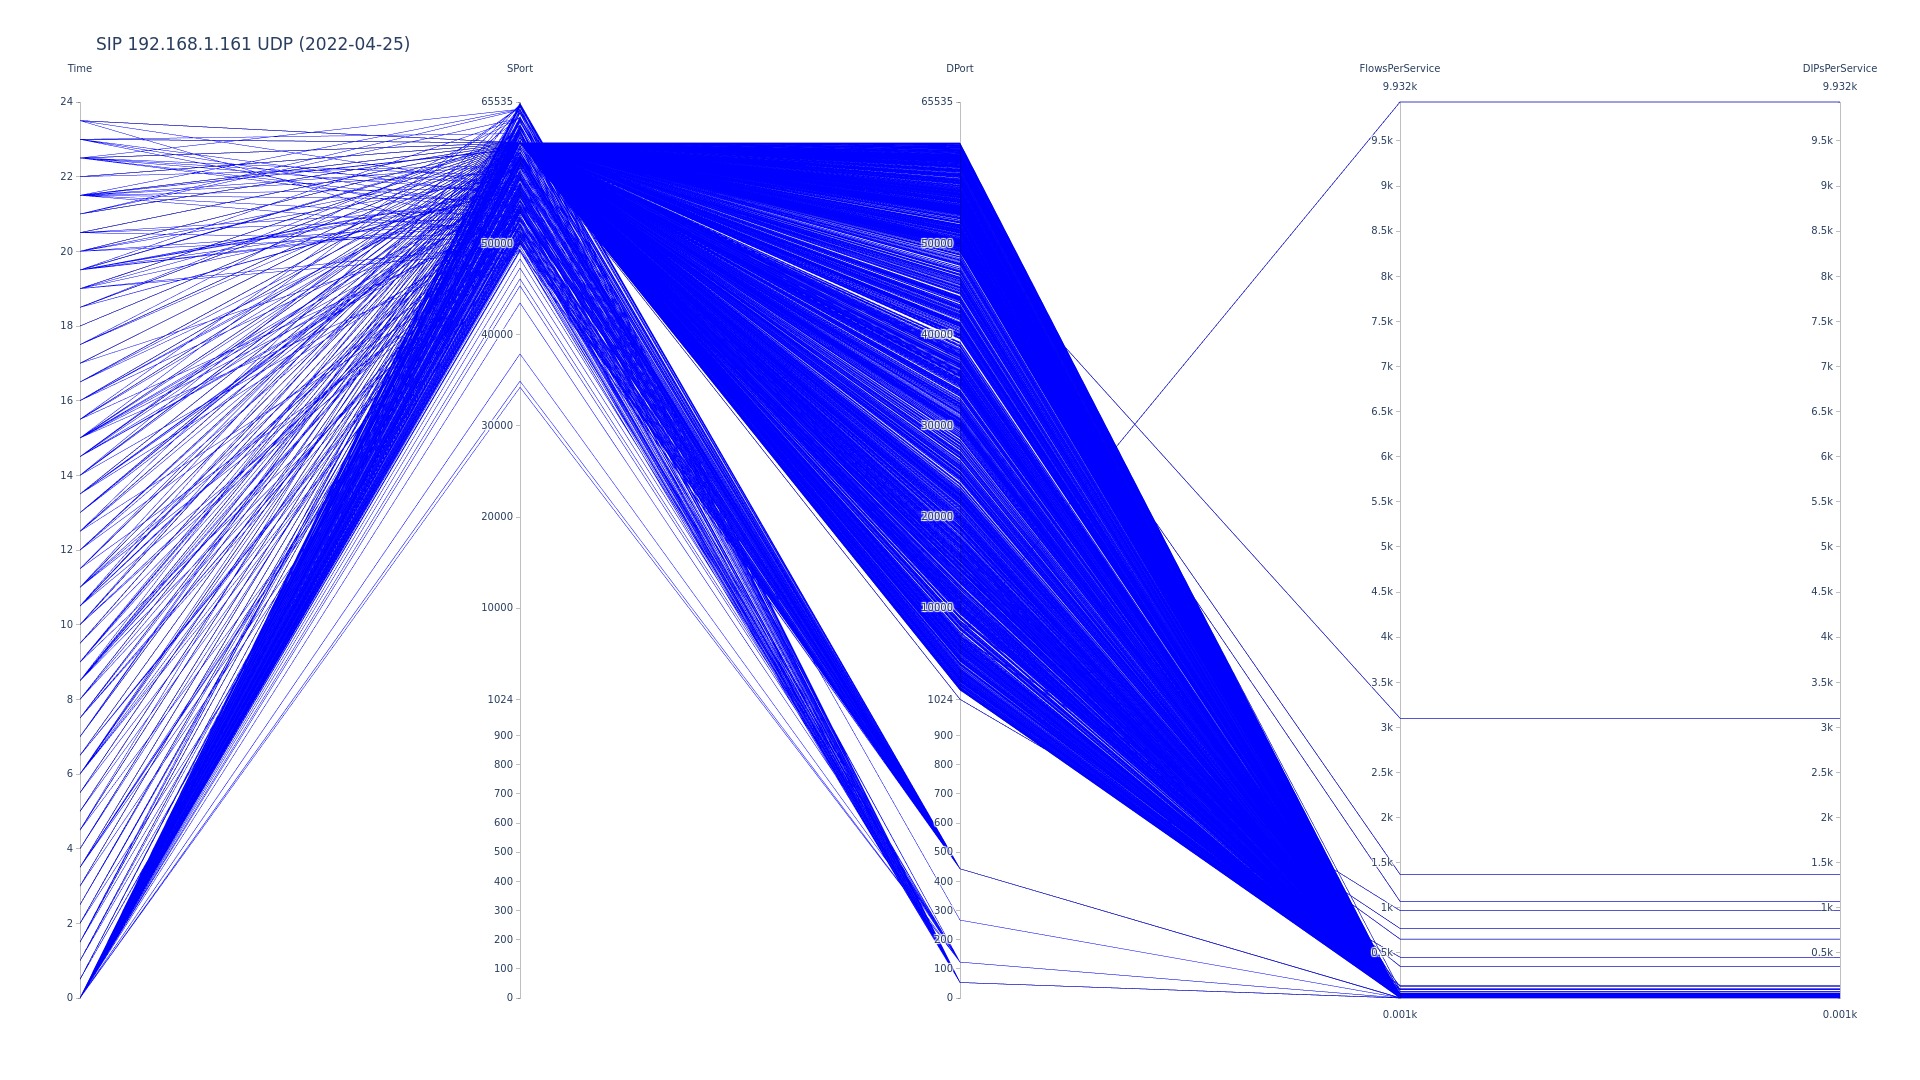 SIP 192.168.1.161 UDP (2022-04-25)
Time
SPort
DPort
FlowsPerService
DIPsPerService
9.932k
9.932k
24
22
20
18
16
14
12
10
8
6
4
2
0
65535
50000
40000
30000
20000
10000
1024
900
800
700
600
500
400
300
200
100
0
65535
50000
40000
30000
20000
10000
1024
900
800
700
600
500
400
300
200
100
0
9.5k
9k
8.5k
8k
7.5k
7k
6.5k
6k
5.5k
5k
4.5k
4k
3.5k
3k
2.5k
2k
1.5k
1k
0.5k
9.5k
9k
8.5k
8k
7.5k
7k
6.5k
6k
5.5k
5k
4.5k
4k
3.5k
3k
2.5k
2k
1.5k
1k
0.5k
0.001k
0.001k